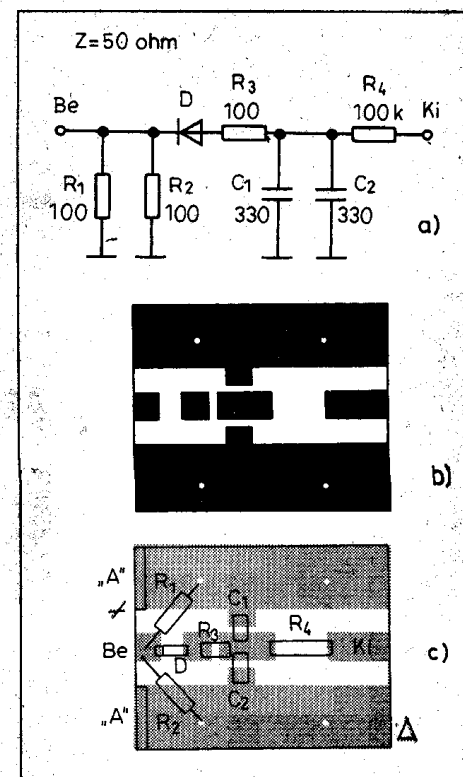 Z=50 ohm
Be
D
R3
100
R4
100 k
Ki
R1
100
R2
100
C1
330
C2
330
a)
b)
„A"
R1
C1
R3
R4
Be
D
Ki
c)
C2
„A"
R2
Δ